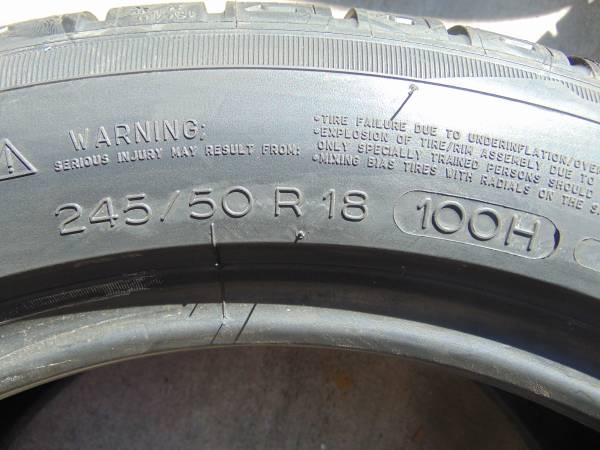 WARNING:
SERIOUS INJURY MAY RESULT FROM:
•TIRE FAILURE DUE TO UNDERINFLATION/OVE
•EXPLOSION OF TIRE/RIM ASSEMBLY DUE TO
ONLY SPECIALLY TRAINED PERSONS SHOULD
•MIXING BIAS TIRES WITH RADIALS ON THE S
245/50 R 18 100H